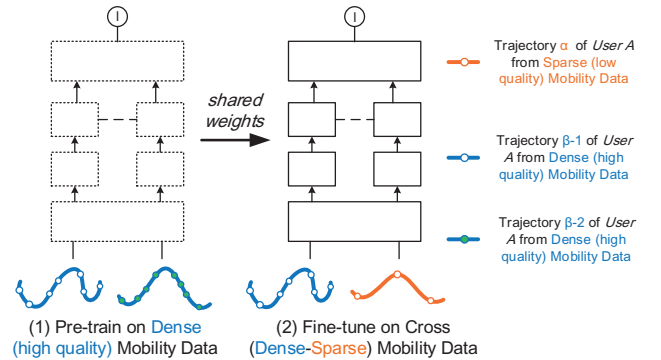 I
I
shared
weights
(1) Pre-train on Dense
(high quality) Mobility Data
(2) Fine-tune on Cross
(Dense-Sparse) Mobility Data
Trajectory α of User A
from Sparse (low
quality) Mobility Data
Trajectory β-1 of User
A from Dense (high
quality) Mobility Data
Trajectory β-2 of User
A from Dense (high
quality) Mobility Data